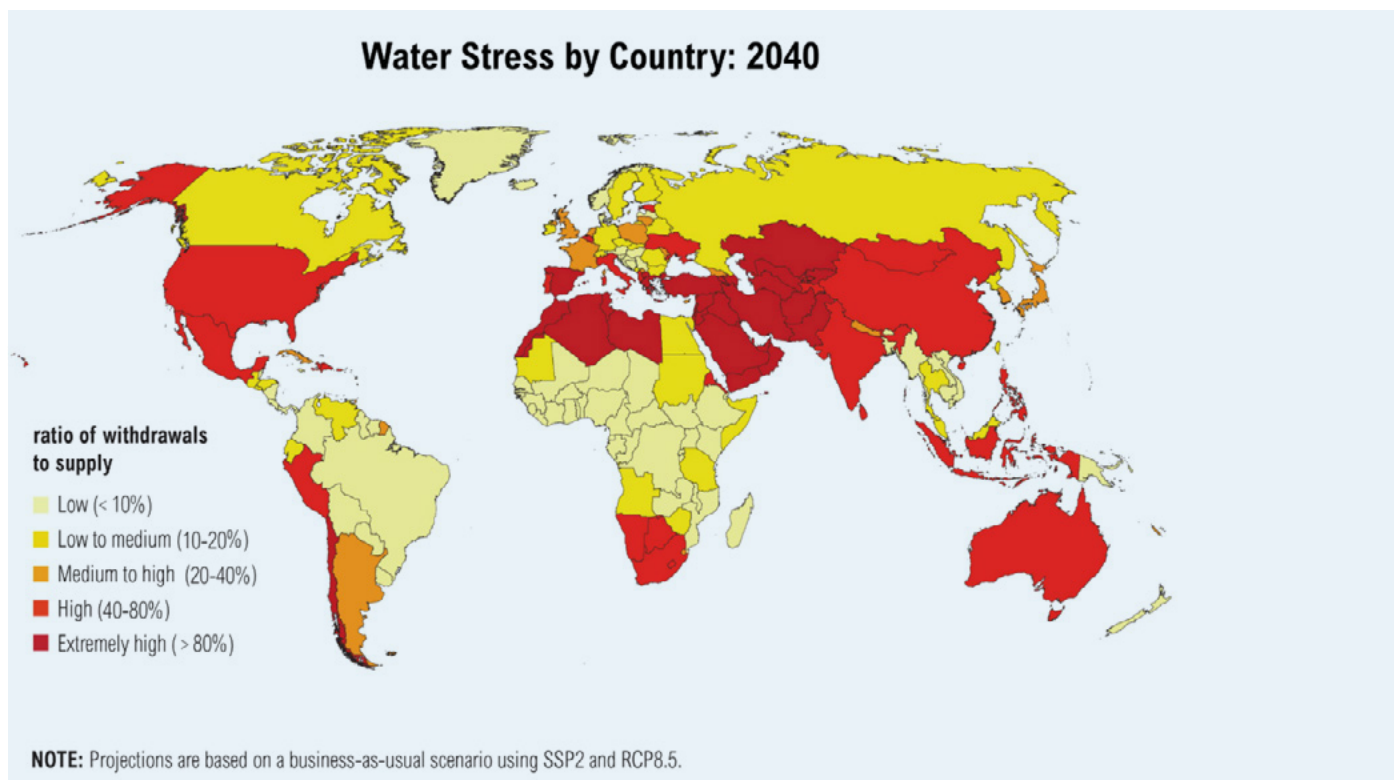 Water Stress by Country: 2040
ratio of withdrawals
to supply
Low (< 10%)
Low to medium (10-20%)
Medium to high (20-40%)
High (40-80%)
Extremely high (> 80%)
NOTE: Projections are based on a business-as-usual scenario using SSP2 and RCP8.5.